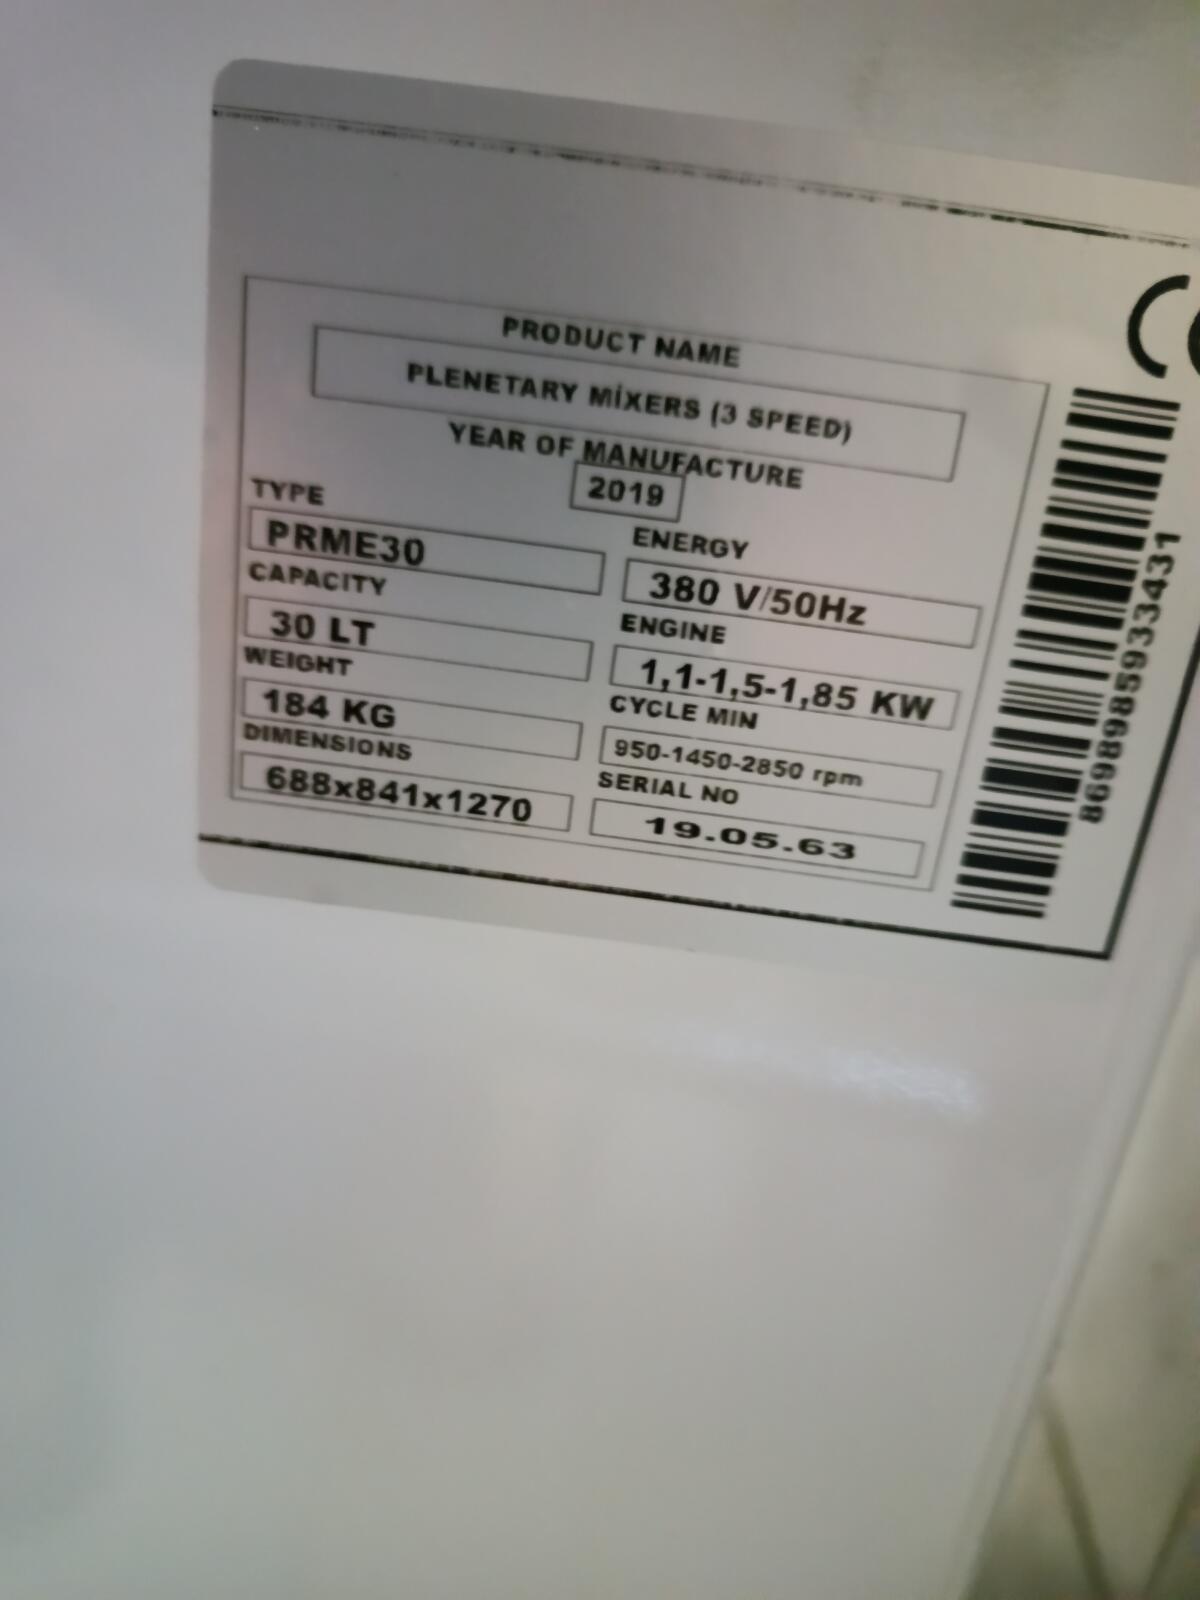 PRODUCT NAME
PLENETARY MİXERS (3 SPEED)
YEAR OF MANUFACTURE
2019
TYPE
PRME30
ENERGY
380 V/50Hz
CAPACITY
30 LT
ENGINE
1,1-1,5-1,85 KW
WEIGHT
184 KG
CYCLE MIN
950-1450-2850 rpm
DIMENSIONS
688x841x1270
SERIAL NO
19.05.63
CE
8698985933431